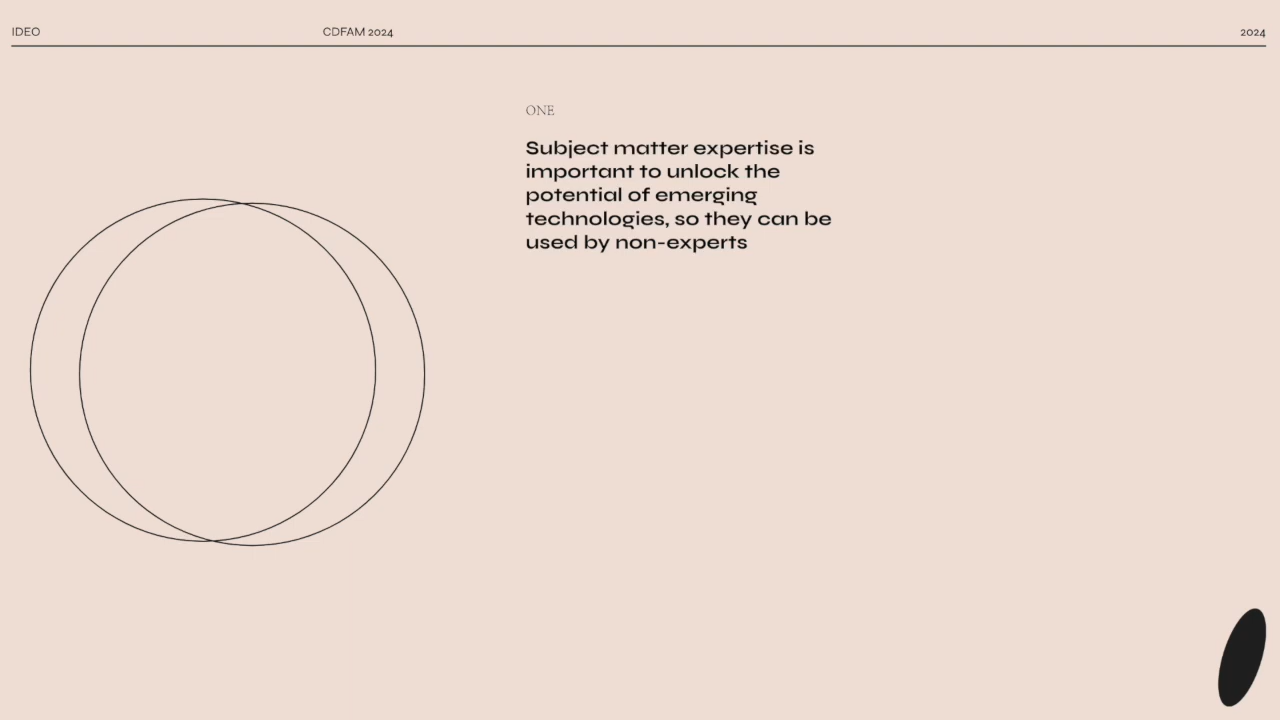 IDEO
CDFAM 2024
2024
ONE
Subject matter expertise is
important to unlock the
potential of emerging
technologies, so they can be
used by non-experts